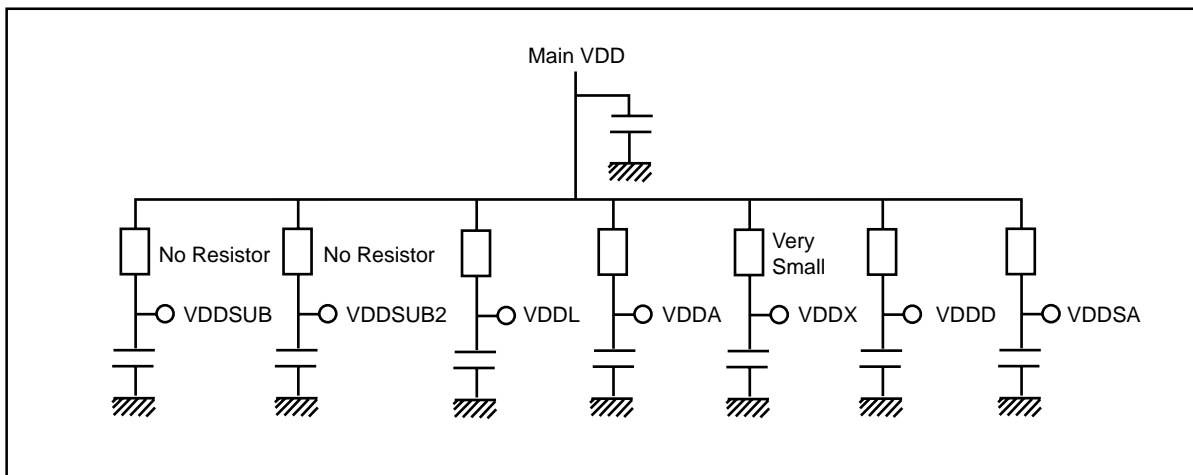 Main VDD
No Resistor
No Resistor
Very
Small
VDDSUB
VDDSUB2
VDDL
VDDA
VDDX
VDDD
VDDSA